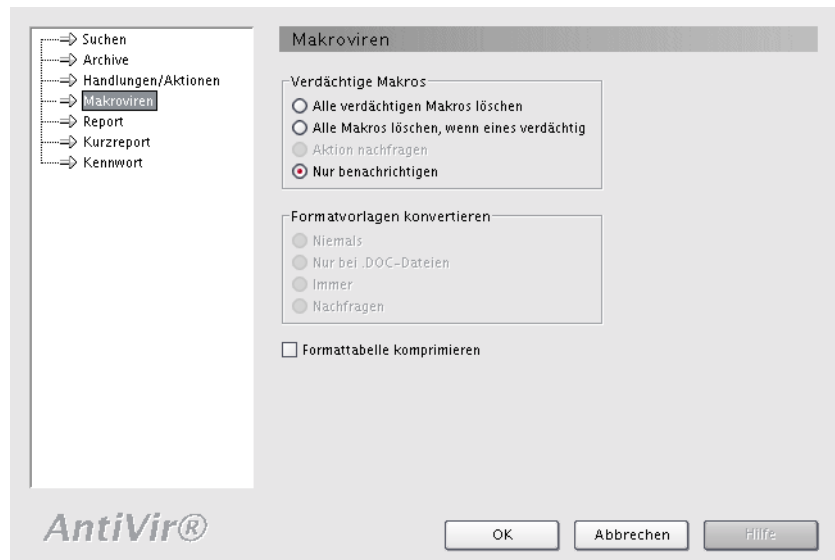 Suchen
Archive
Handlungen/Aktionen
Makroviren
Report
Kurzreport
Kennwort
Makroviren
Verdächtige Makros
Alle verdächtigen Makros löschen
Alle Makros löschen, wenn eines verdächtig
Aktion nachfragen
Nur benachrichtigen
Formatvorlagen konvertieren
Niemals
Nur bei .DOC-Dateien
Immer
Nachfragen
Formattabelle komprimieren
AntiVir®
OK
Abbrechen
Hilfe